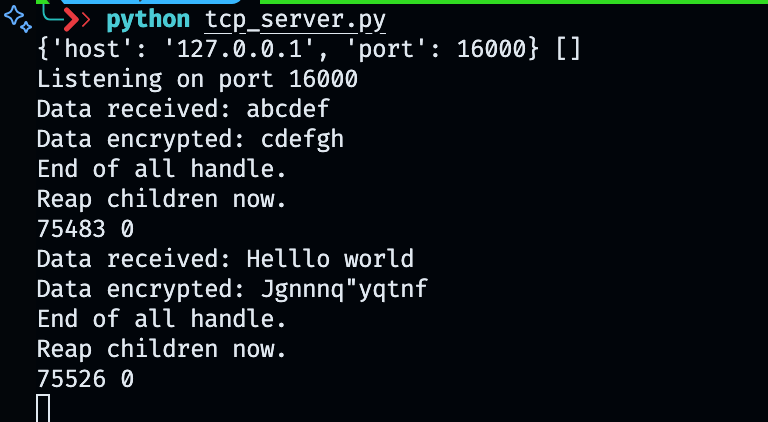 python tcp_server.py
{'host': '127.0.0.1', 'port': 16000} []
Listening on port 16000
Data received: abcdef
Data encrypted: cdefgh
End of all handle.
Reap children now.
75483 0
Data received: Helllo world
Data encrypted: Jgnnnq"yqtnf
End of all handle.
Reap children now.
75526 0